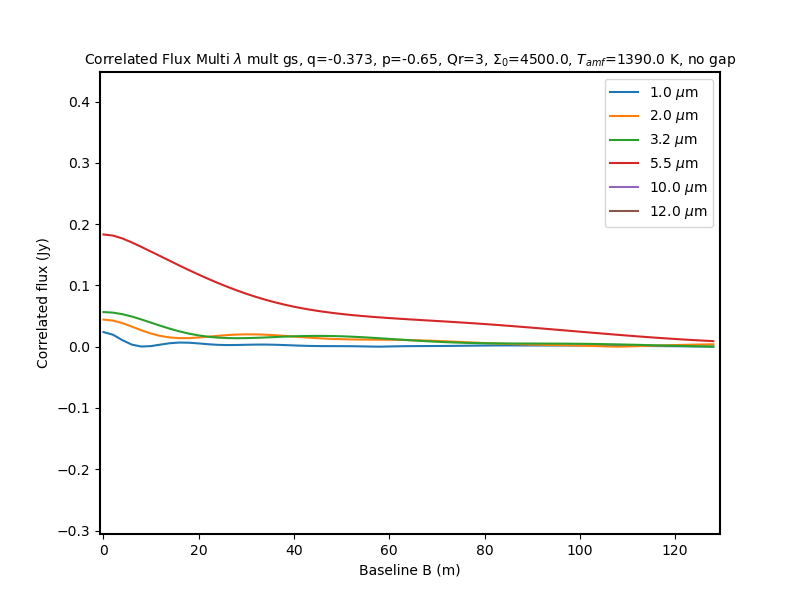 Correlated Flux Multi λ mult gs, q=-0.373, p=-0.65, Qr=3, Σ₀=4500.0, T_amf=1390.0 K, no gap
1.0 μm
2.0 μm
3.2 μm
5.5 μm
10.0 μm
12.0 μm
0.4
0.3
0.2
0.1
0.0
−0.1
−0.2
−0.3
Correlated flux (Jy)
0 20 40 60 80 100 120
Baseline B (m)